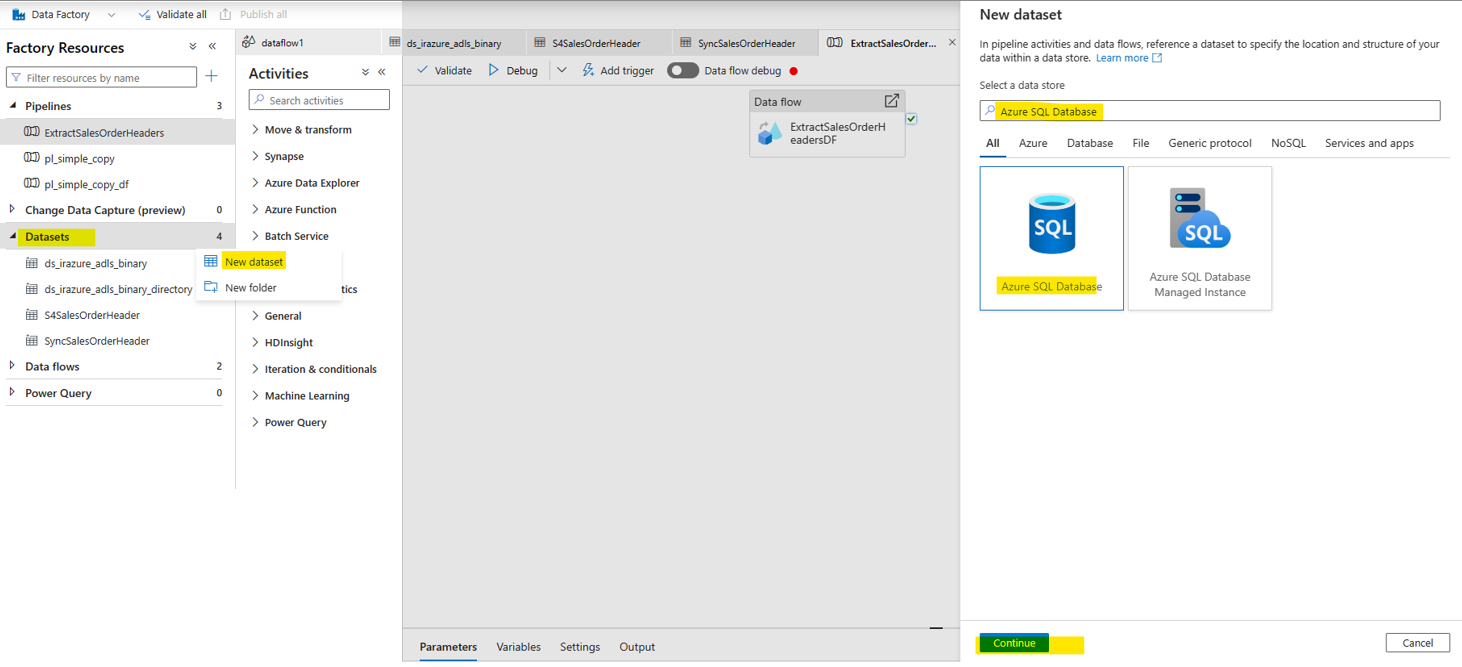 Data Factory
Validate all
Publish all
Factory Resources
Filter resources by name
Pipelines 3
ExtractSalesOrderHeaders
pl_simple_copy
pl_simple_copy_df
Change Data Capture (preview) 0
Datasets 4
ds_irazure_adls_binary
ds_irazure_adls_binary_directory
S4SalesOrderHeader
SyncSalesOrderHeader
Data flows 2
Power Query 0
New dataset
New folder
dataflow1
ds_irazure_adls_binary
S4SalesOrderHeader
SyncSalesOrderHeader
ExtractSalesOrder...
Activities
Search activities
Move & transform
Synapse
Azure Data Explorer
Azure Function
Batch Service
tics
General
HDInsight
Iteration & conditionals
Machine Learning
Power Query
Validate
Debug
Add trigger
Data flow debug
Data flow
ExtractSalesOrderH
eadersDF
Parameters
Variables
Settings
Output
New dataset
In pipeline activities and data flows, reference a dataset to specify the location and structure of your
data within a data store. Learn more
Select a data store
Azure SQL Database
All
Azure
Database
File
Generic protocol
NoSQL
Services and apps
SQL
Azure SQL Database
SQL
Azure SQL Database
Managed Instance
Continue
Cancel